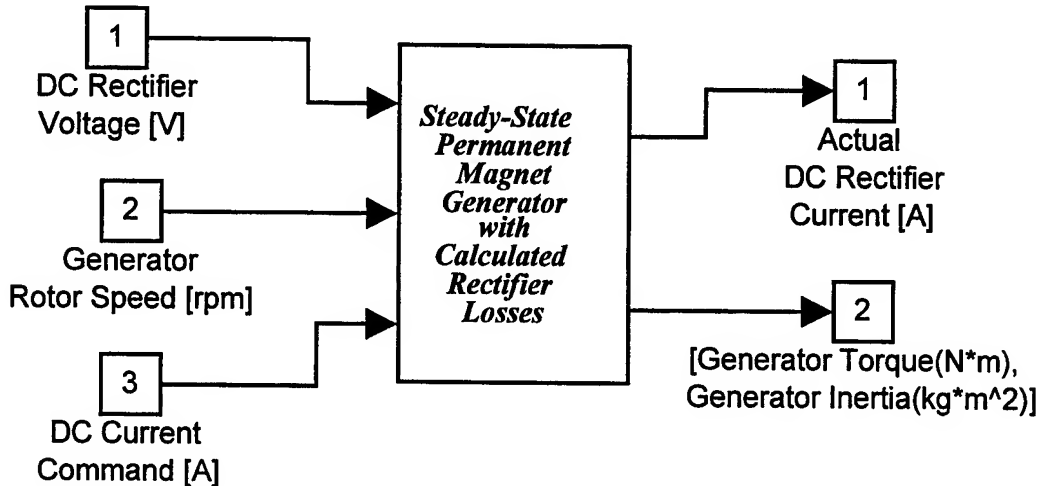 1
DC Rectifier
Voltage [V]
2
Generator
Rotor Speed [rpm]
3
DC Current
Command [A]
Steady-State
Permanent
Magnet
Generator
with
Calculated
Rectifier
Losses
1
Actual
DC Rectifier
Current [A]
2
[Generator Torque(N*m),
Generator Inertia(kg*m^2)]